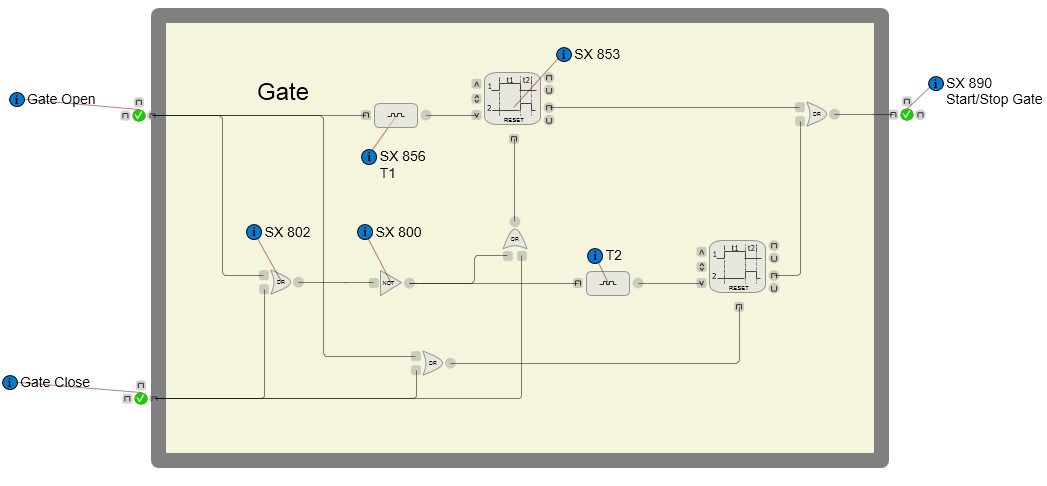 SX 853
SX 890
Start/Stop Gate
Gate Open
Gate
t1 t2
1
2
RESET
OR
SX 856
T1
SX 802
SX 800
OR
T2
t1 t2
1
2
RESET
OR
NOT
OR
Gate Close